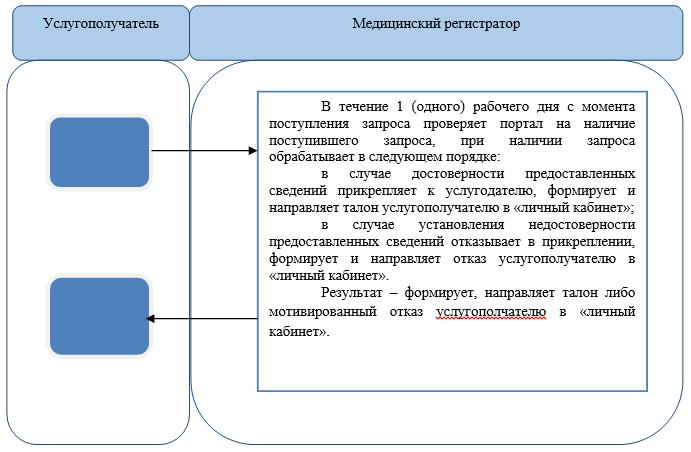 Услугополучатель
Медицинский регистратор
В течение 1 (одного) рабочего дня с момента
поступления запроса проверяет портал на наличие
поступившего запроса, при наличии запроса
обрабатывает в следующем порядке:
в случае достоверности предоставленных
сведений прикрепляет к услугодателю, формирует и
направляет талон услугополучателю в «личный кабинет»;
в случае установления недостоверности
предоставленных сведений отказывает в прикреплении,
формирует и направляет отказ услугополучателю в
«личный кабинет».
Результат – формирует, направляет талон либо
мотивированный отказ услугополчателю в «личный
кабинет».